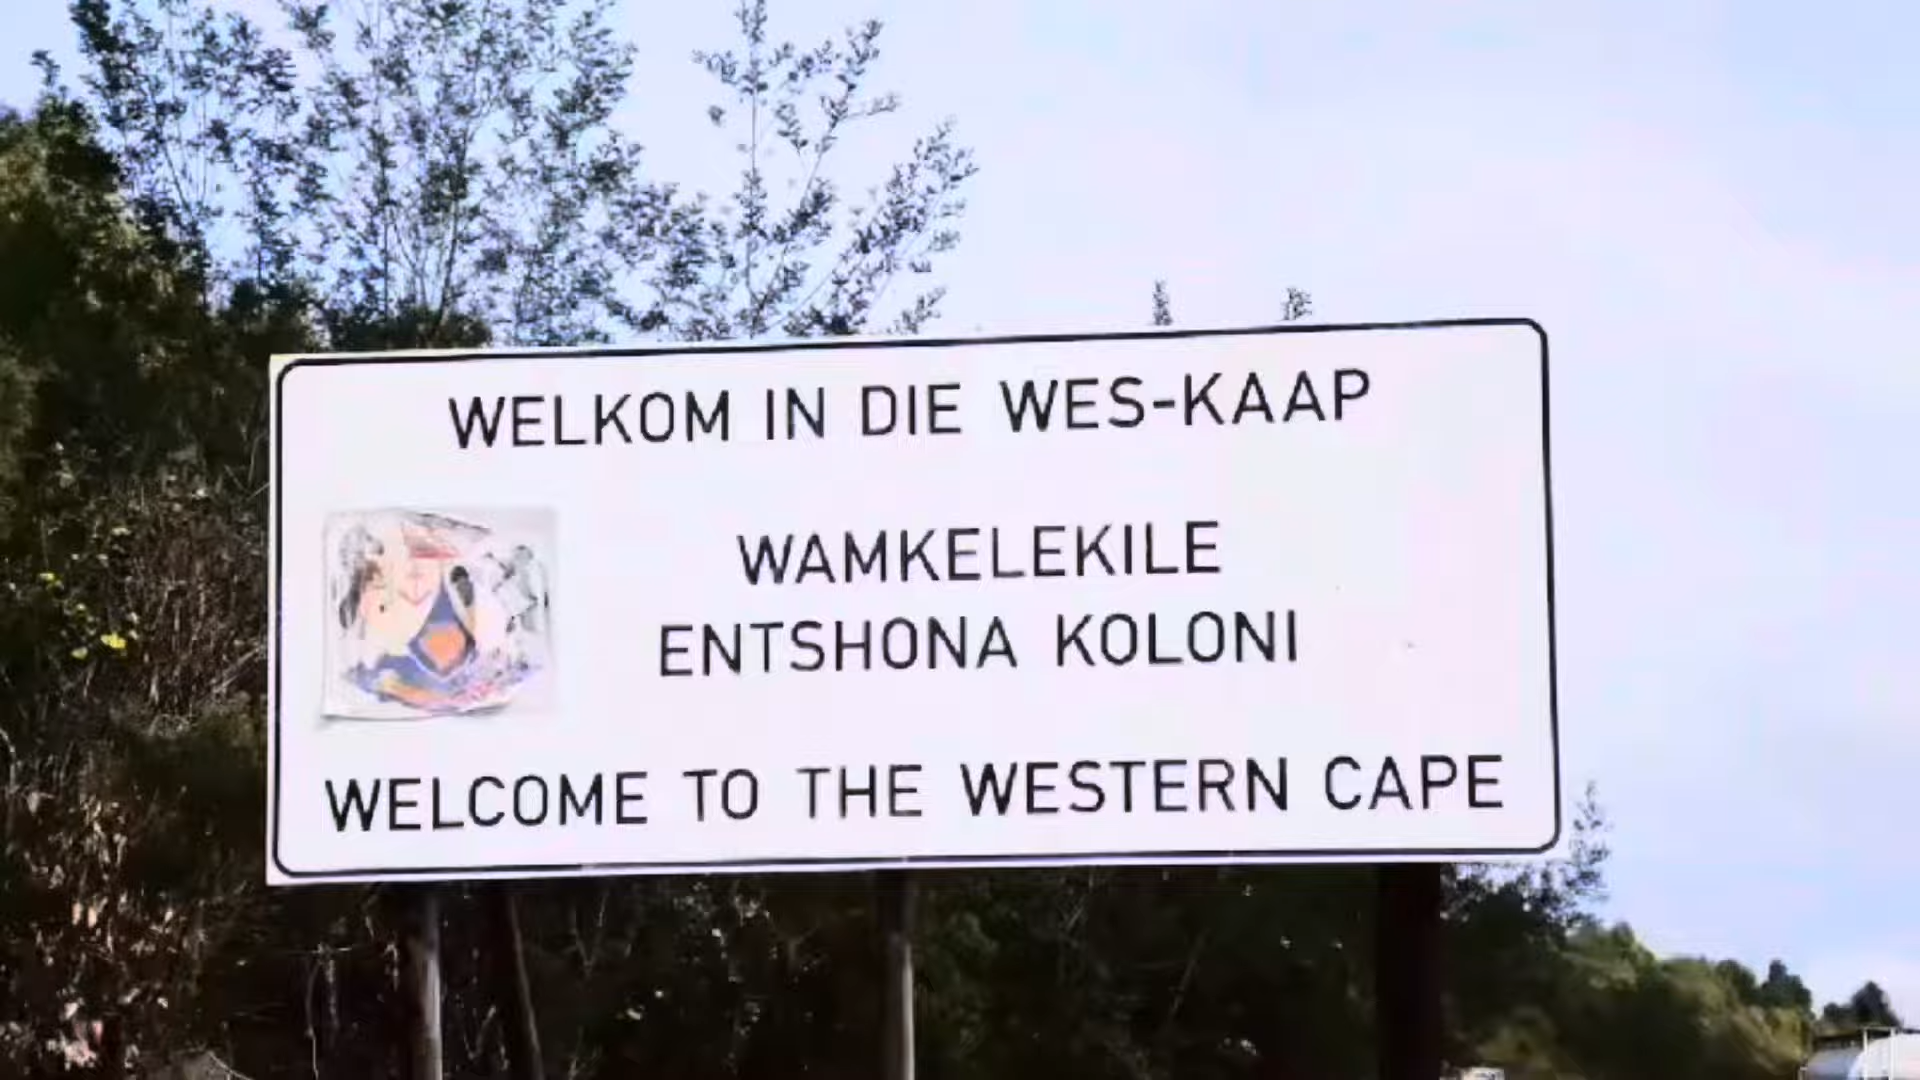 WELKOM IN DIE WES-KAAP
WAMKELEKILE
ENTSHONA KOLONI
WELCOME TO THE WESTERN CAPE